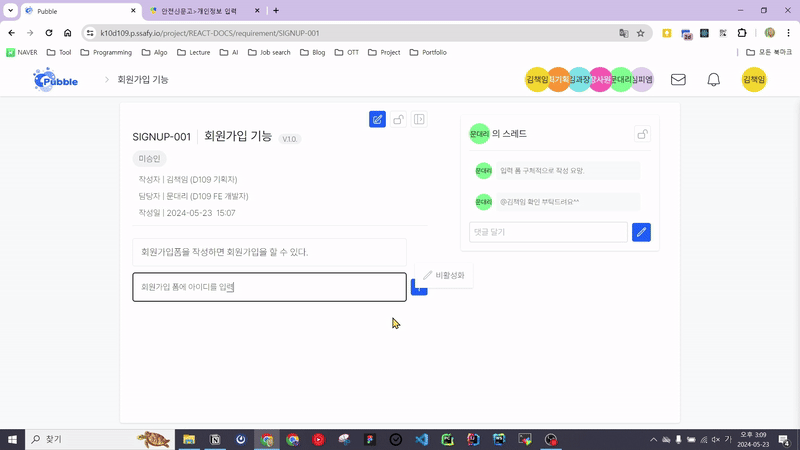 Pubble
안전신문고>개인정보 입력
k10d109.p.ssafy.io/project/REACT-DOCS/requirement/SIGNUP-001
NAVER Tool Programming Algo Lecture AI Job search Blog OTT Project Portfolio 모든 북마크
Pubble 회원가입 기능 김책임 김과장 문대리 김책임
SIGNUP-001 회원가입 기능 V.1.0.
미승인
작성자 | 김책임 (D109 기획자)
담당자 | 문대리 (D109 FE 개발자)
작성일 | 2024-05-23 15:07
회원가입폼을 작성하면 회원가입을 할 수 있다.
회원가입 폼에 아이디를 입력
비활성화
문대리 의 스레드
문대리 입력 폼 구체적으로 작성 요망.
문대리 @김책임 확인 부탁드려요^^
댓글 달기
찾기
가
오후 3:09
2024-05-23
4